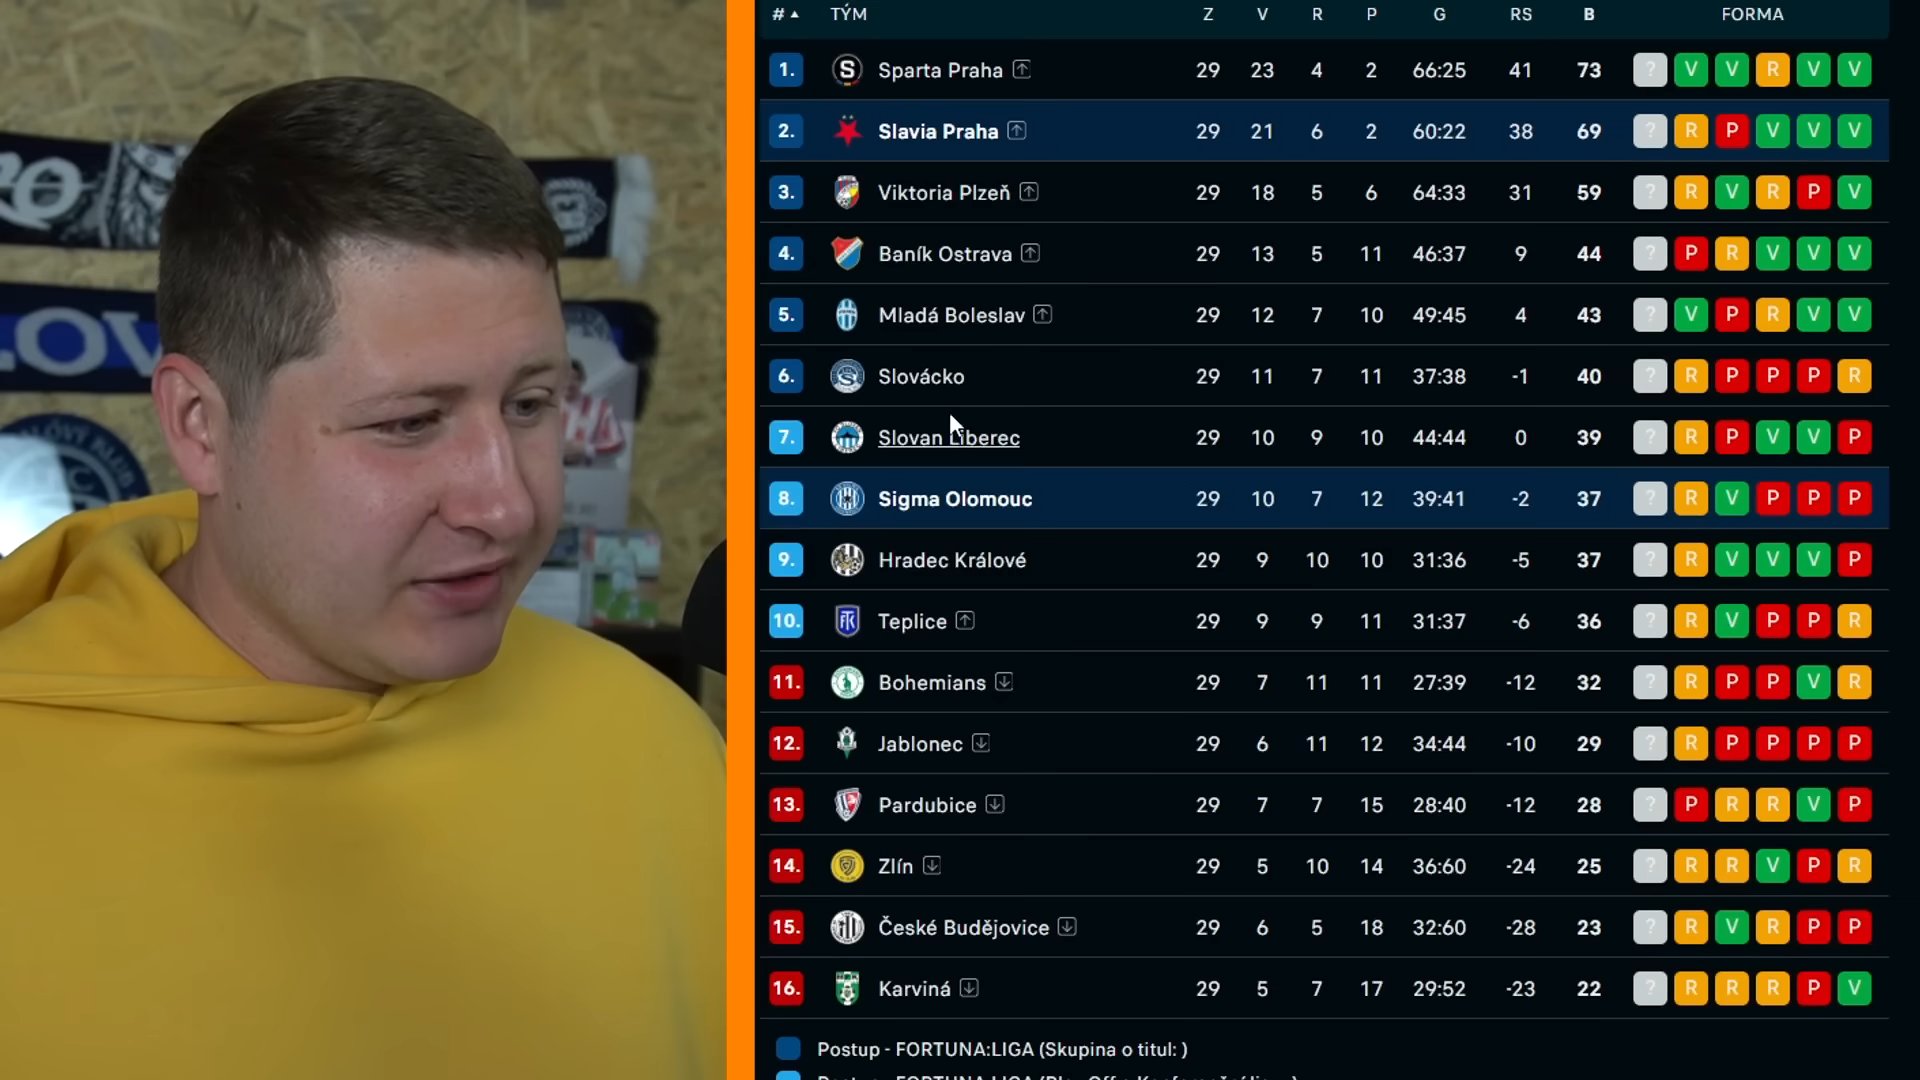 # TÝM Z V R P G RS B FORMA
1. Sparta Praha 29 23 4 2 66:25 41 73 ? V V R V V
2. Slavia Praha 29 21 6 2 60:22 38 69 ? R P V V V
3. Viktoria Plzeň 29 18 5 6 64:33 31 59 ? R V R P V
4. Baník Ostrava 29 13 5 11 46:37 9 44 ? P R V V V
5. Mladá Boleslav 29 12 7 10 49:45 4 43 ? V P R V V
6. Slovácko 29 11 7 11 37:38 -1 40 ? R P P P R
7. Slovan Liberec 29 10 9 10 44:44 0 39 ? R P V V P
8. Sigma Olomouc 29 10 7 12 39:41 -2 37 ? R V P P P
9. Hradec Králové 29 9 10 10 31:36 -5 37 ? R V V V P
10. Teplice 29 9 9 11 31:37 -6 36 ? R V P P R
11. Bohemians 29 7 11 11 27:39 -12 32 ? R P P V R
12. Jablonec 29 6 11 12 34:44 -10 29 ? R P P P P
13. Pardubice 29 7 7 15 28:40 -12 28 ? P R R V P
14. Zlín 29 5 10 14 36:60 -24 25 ? R R V P R
15. České Budějovice 29 6 5 18 32:60 -28 23 ? R V R P P
16. Karviná 29 5 7 17 29:52 -23 22 ? R R R P V
Postup - FORTUNA:LIGA (Skupina o titul: )